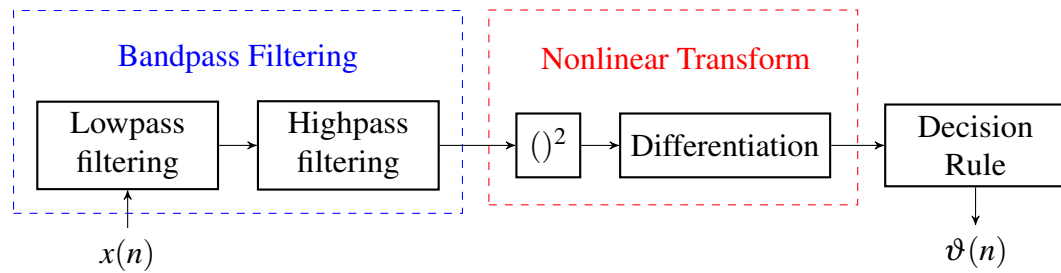 Bandpass Filtering
Nonlinear Transform
Lowpass
filtering
Highpass
filtering
()²
Differentiation
Decision
Rule
x(n)
ϑ(n)